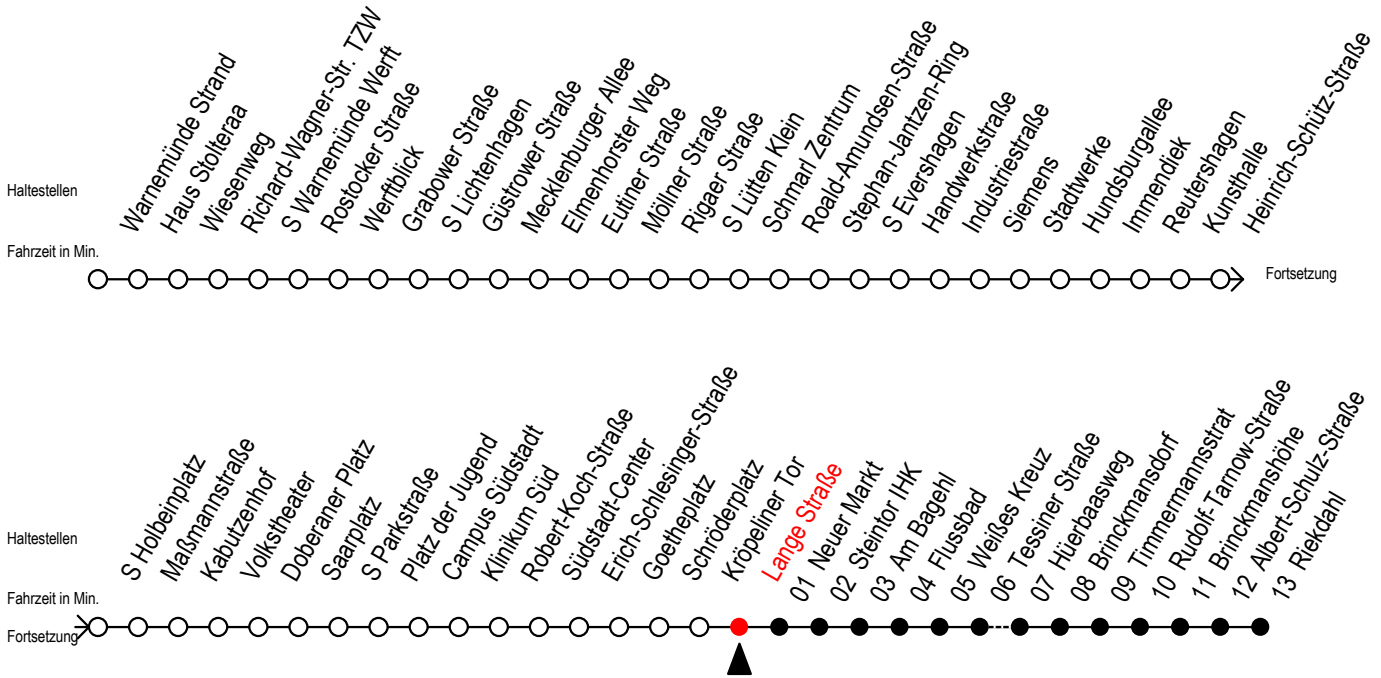 Haltestellen
Warnemünde Strand
Haus Stolteraa
Wiesenweg
Richard-Wagner-Str. TZW
S Warnemünde Werft
Rostocker Straße
Werftblick
Grabower Straße
S Lichtenhagen
Güstrower Straße
Mecklenburger Allee
Elmenhorster Weg
Eutiner Straße
Möllner Straße
Rigaer Straße
S Lütten Klein
Schmarl Zentrum
Roald-Amundsen-Straße
Stephan-Jantzen-Ring
S Evershagen
Handwerkstraße
Industriestraße
Siemens
Stadtwerke
Hundsburgallee
Immendiek
Reutershagen
Kunsthalle
Heinrich-Schütz-Straße
Fahrzeit in Min.
Fortsetzung
Haltestellen
S Holbeinplatz
Maßmannstraße
Kabutzenhof
Volkstheater
Doberaner Platz
Saarplatz
S Parkstraße
Platz der Jugend
Campus Südstadt
Klinikum Süd
Robert-Koch-Straße
Südstadt-Center
Erich-Schlesinger-Straße
Goetheplatz
Schröderplatz
Kröpeliner Tor
Lange Straße
01 Neuer Markt
02 Steintor IHK
03 Am Bagehl
04 Flussbad
05 Weißes Kreuz
06 Tessiner Straße
07 Hüerbaasweg
08 Brinckmansdorf
09 Timmermannsstrat
10 Rudolf-Tarnow-Straße
11 Brinckmanshöhe
12 Albert-Schulz-Straße
13 Riekdahl
Fahrzeit in Min.
Fortsetzung